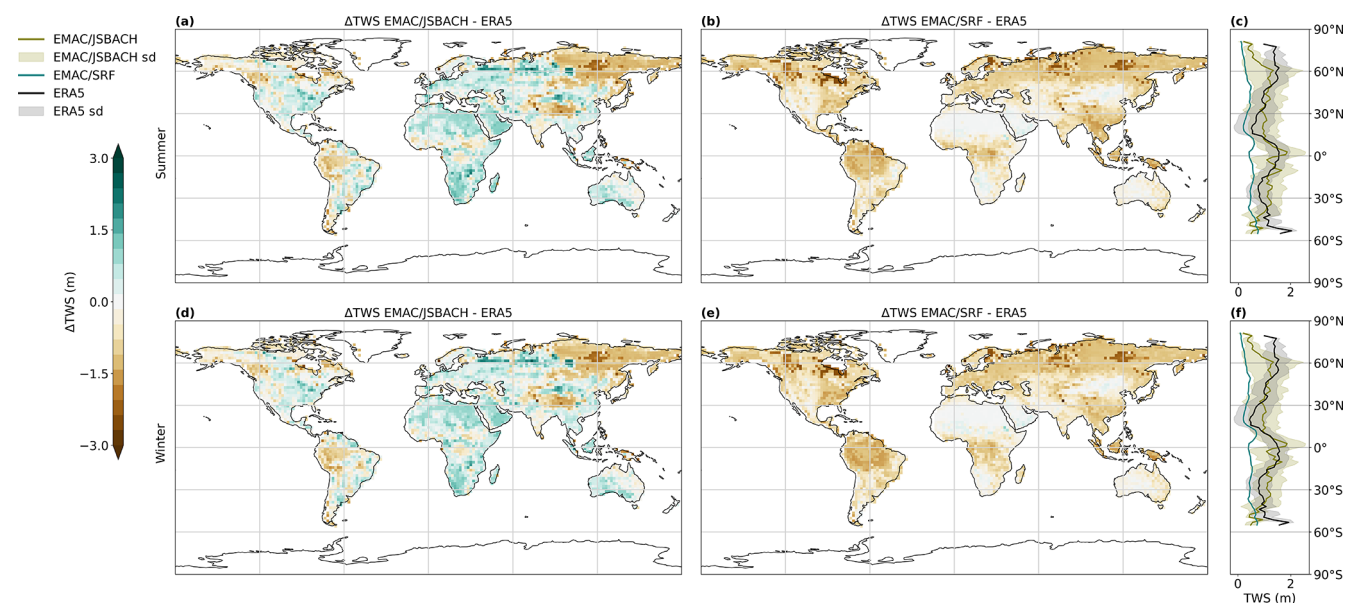 (a)
ΔTWS EMAC/JSBACH - ERA5
(b)
ΔTWS EMAC/SRF - ERA5
(c)
EMAC/JSBACH
EMAC/JSBACH sd
EMAC/SRF
ERA5
ERA5 sd
90°N
60°N
30°N
0°
30°S
60°S
90°S
0 2
Summer
3.0
1.5
0.0
−1.5
−3.0
ΔTWS (m)
(d)
ΔTWS EMAC/JSBACH - ERA5
(e)
ΔTWS EMAC/SRF - ERA5
(f)
Winter
90°N
60°N
30°N
0°
30°S
60°S
90°S
0 2
TWS (m)